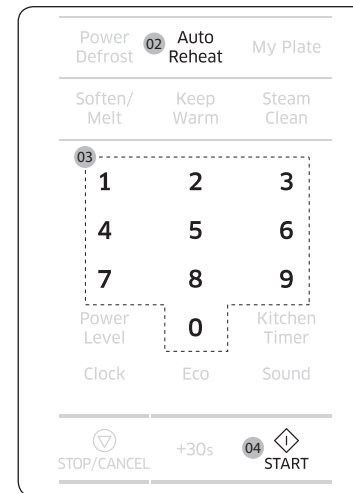 Power Defrost 02 Auto Reheat My Plate
Soften/ Melt Keep Warm Steam Clean
03
1 2 3
4 5 6
7 8 9
Power Level 0 Kitchen Timer
Clock Eco Sound
STOP/CANCEL +30s 04 START